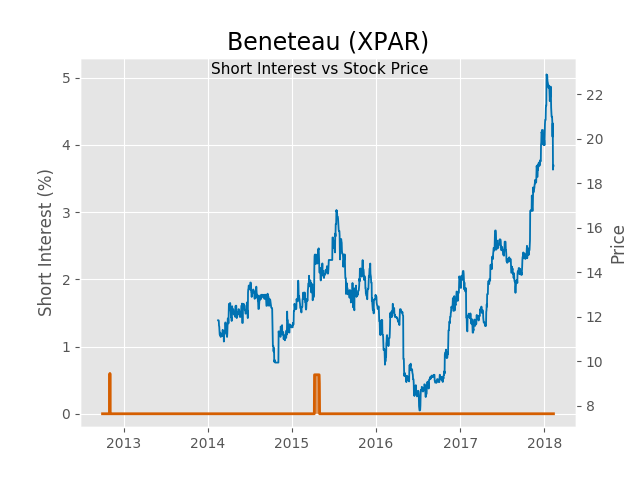 Beneteau (XPAR)
Short Interest vs Stock Price
Short Interest (%)
5
4
3
2
1
0
22
20
18
16
14
12
10
8
Price
2013 2014 2015 2016 2017 2018